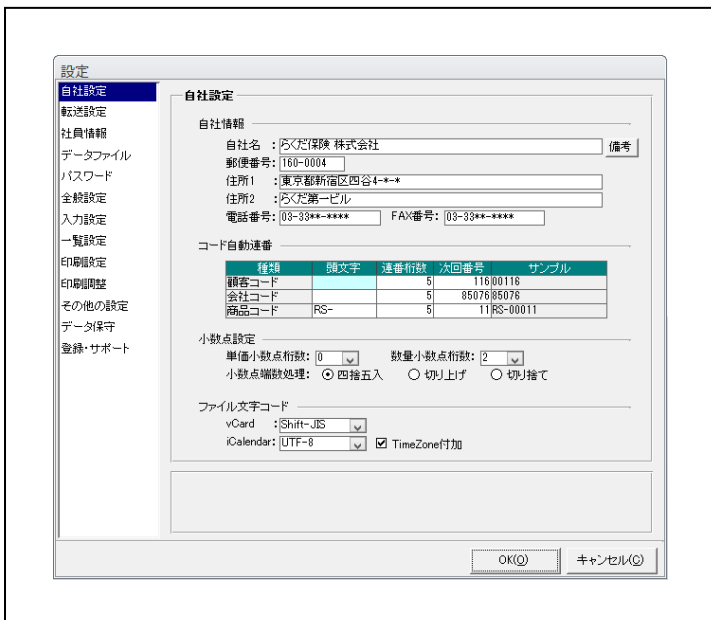 設定
自社設定
転送設定
社員情報
データファイル
パスワード
全般設定
入力設定
一覧設定
印刷設定
印刷調整
その他の設定
データ保守
登録・サポート
自社設定
自社情報
自社名 ：らくだ保険 株式会社 備考
郵便番号：160-0004
住所1 ：東京都新宿区四谷4-*-*
住所2 ：らくだ第一ビル
電話番号：03-33**-**** FAX番号：03-33**-****
コード自動連番
種類 頭文字 連番桁数 次回番号 サンプル
顧客コード 5 116 00116
会社コード 5 85076 85076
商品コード RS- 5 11 RS-00011
小数点設定
単価小数点桁数：0 数量小数点桁数：2
小数点端数処理： 四捨五入 切り上げ 切り捨て
ファイル文字コード
vCard ：Shift-JIS
iCalendar：UTF-8 TimeZone付加
OK(O) キャンセル(C)